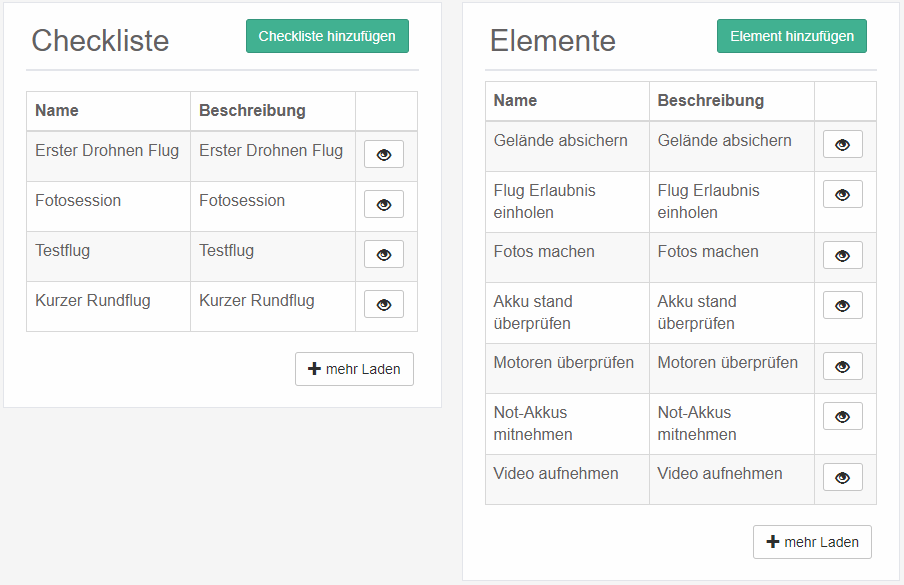 Checkliste
Checkliste hinzufügen
Name Beschreibung
Erster Drohnen Flug Erster Drohnen Flug
Fotosession Fotosession
Testflug Testflug
Kurzer Rundflug Kurzer Rundflug
mehr Laden
Elemente
Element hinzufügen
Name Beschreibung
Gelände absichern Gelände absichern
Flug Erlaubnis Flug Erlaubnis
einholen einholen
Fotos machen Fotos machen
Akku stand Akku stand
überprüfen überprüfen
Motoren überprüfen Motoren überprüfen
Not-Akkus Not-Akkus
mitnehmen mitnehmen
Video aufnehmen Video aufnehmen
mehr Laden